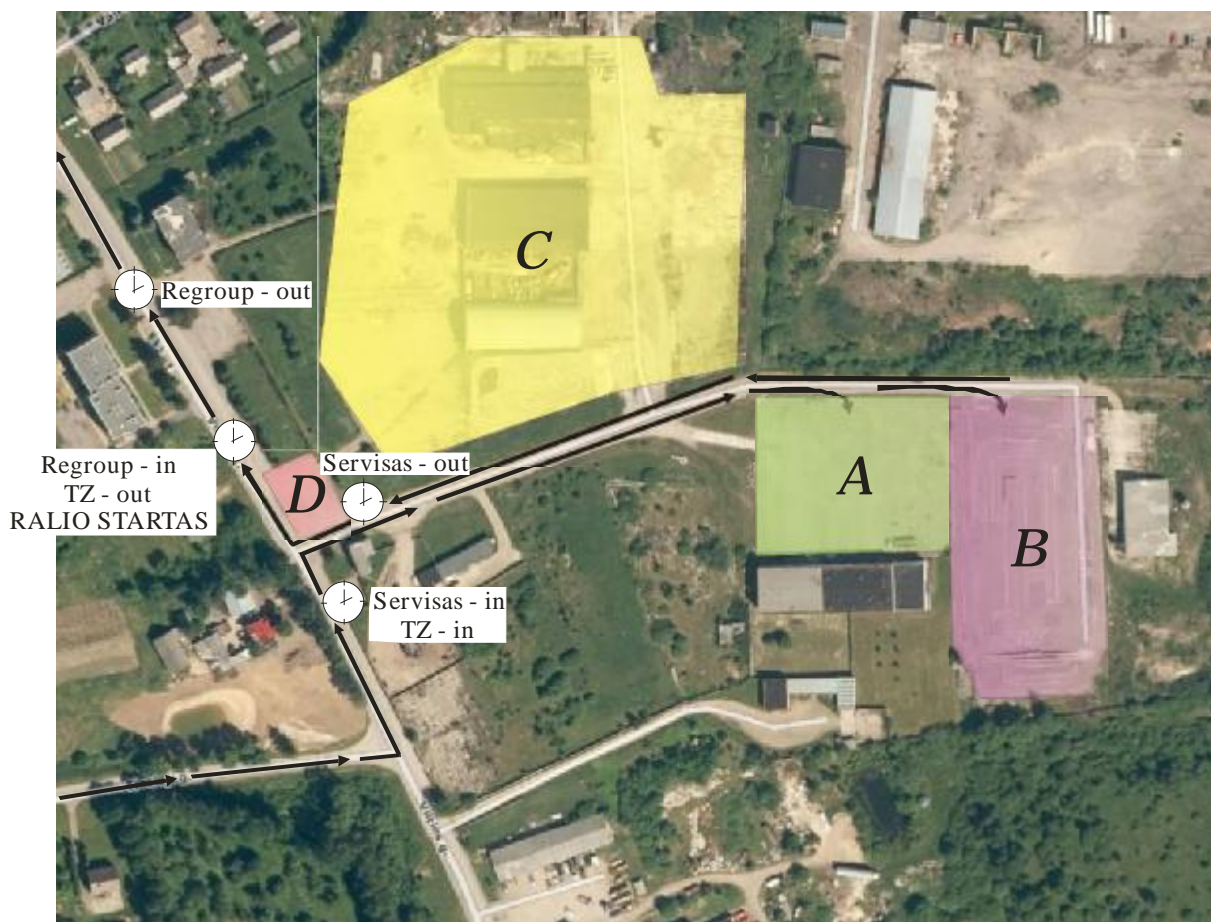 C
Regroup - out
Regroup - in
TZ - out
RALIO STARTAS
Servisas - out
D
A
B
Servisas - in
TZ - in